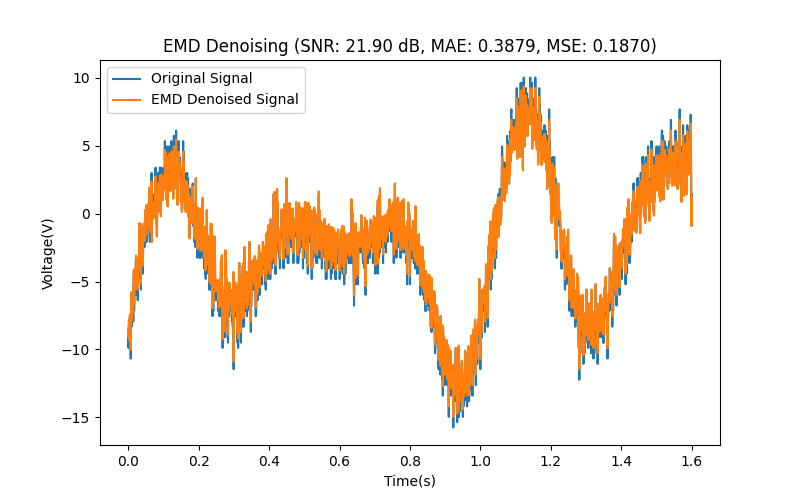 EMD Denoising (SNR: 21.90 dB, MAE: 0.3879, MSE: 0.1870)
Original Signal
EMD Denoised Signal
10
5
0
−5
−10
−15
Voltage(V)
0.0 0.2 0.4 0.6 0.8 1.0 1.2 1.4 1.6
Time(s)